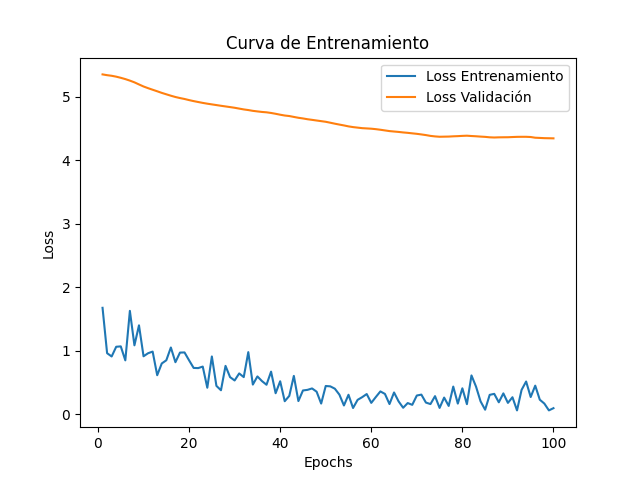 Curva de Entrenamiento
Loss Entrenamiento
Loss Validación
5
4
3
2
1
0
Loss
0 20 40 60 80 100
Epochs